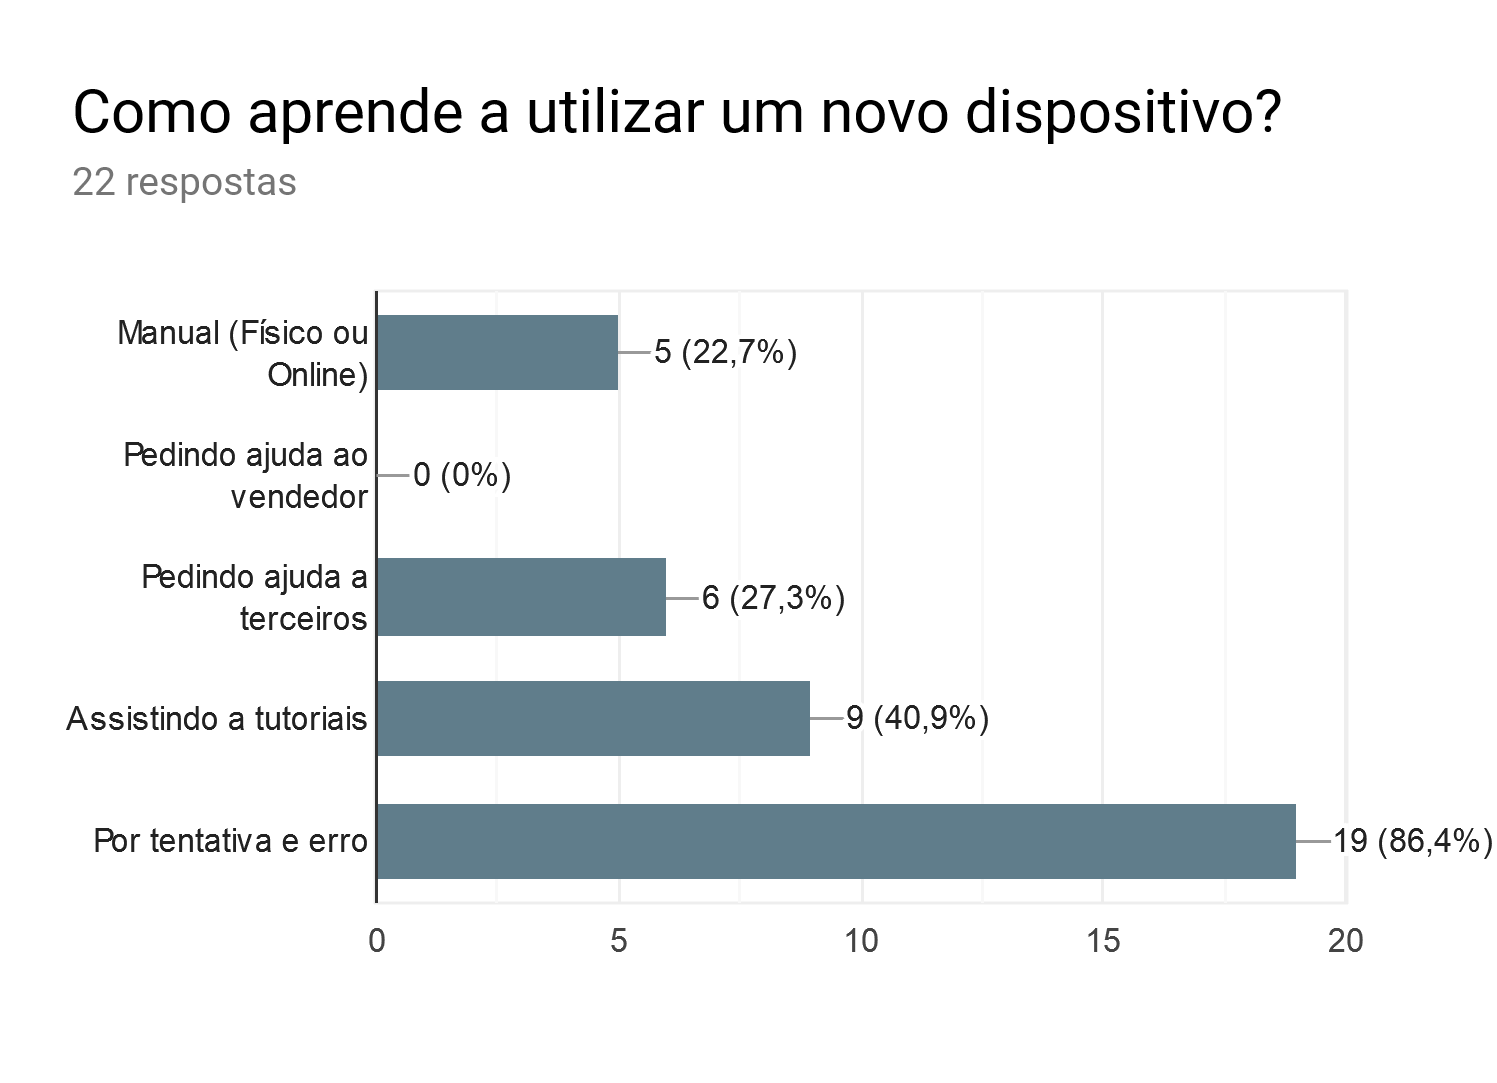 Como aprende a utilizar um novo dispositivo?
22 respostas
Manual (Físico ou
Online)
5 (22,7%)
Pedindo ajuda ao
vendedor
0 (0%)
Pedindo ajuda a
terceiros
6 (27,3%)
Assistindo a tutoriais
9 (40,9%)
Por tentativa e erro
19 (86,4%)
0 5 10 15 20